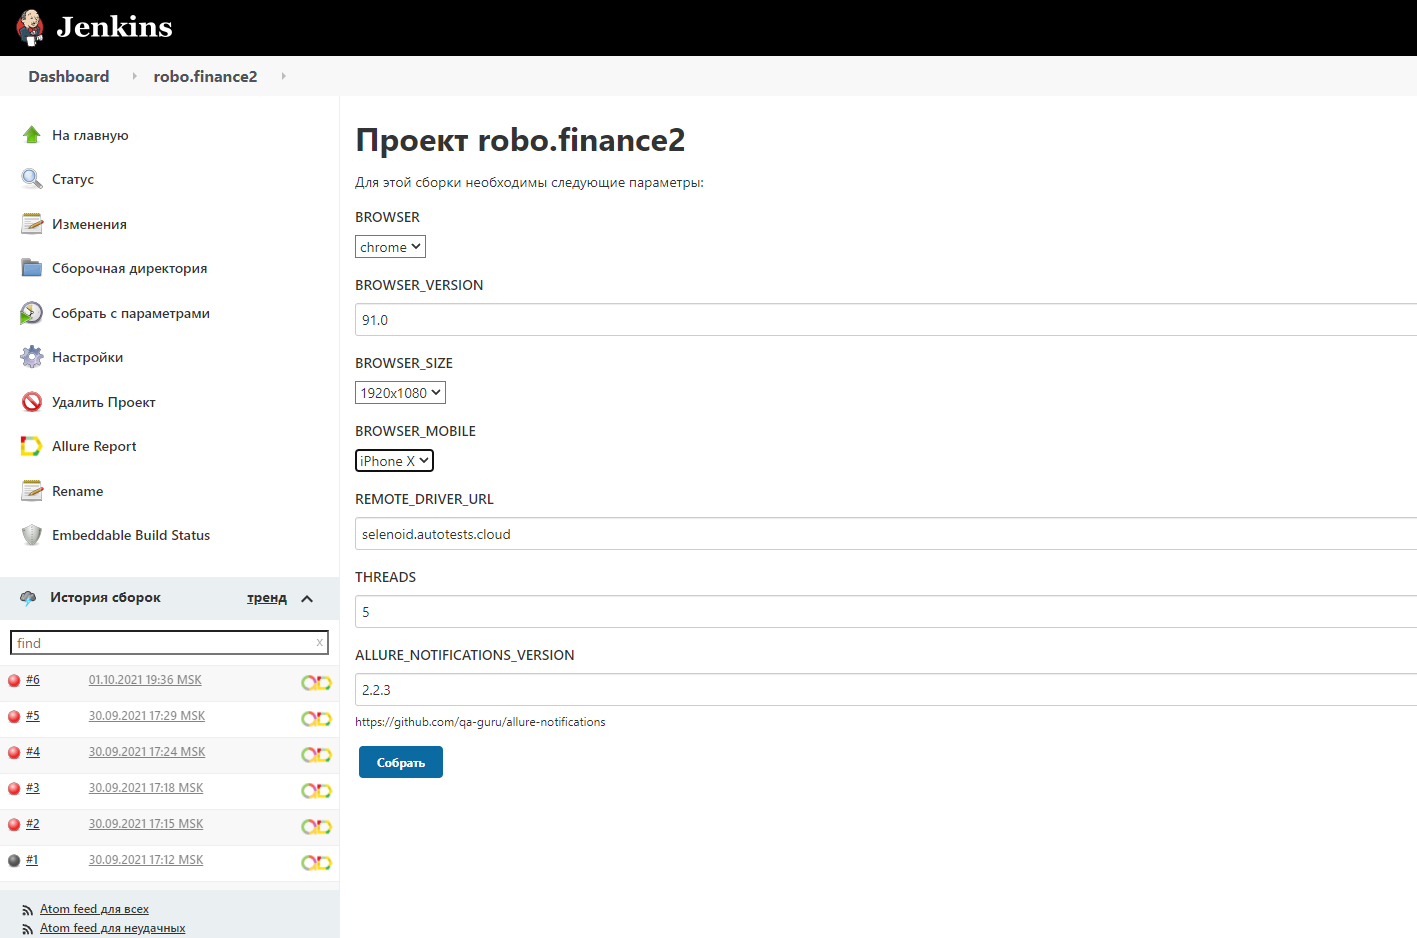 Jenkins
Dashboard robo.finance2
На главную
Статус
Изменения
Сборочная директория
Собрать с параметрами
Настройки
Удалить Проект
Allure Report
Rename
Embeddable Build Status
История сборок тренд
find x
#6 01.10.2021 19:36 MSK
#5 30.09.2021 17:29 MSK
#4 30.09.2021 17:24 MSK
#3 30.09.2021 17:18 MSK
#2 30.09.2021 17:15 MSK
#1 30.09.2021 17:12 MSK
Atom feed для всех
Atom feed для неудачных
Проект robo.finance2
Для этой сборки необходимы следующие параметры:
BROWSER
chrome
BROWSER_VERSION
91.0
BROWSER_SIZE
1920x1080
BROWSER_MOBILE
iPhone X
REMOTE_DRIVER_URL
selenoid.autotests.cloud
THREADS
5
ALLURE_NOTIFICATIONS_VERSION
2.2.3
https://github.com/qa-guru/allure-notifications
Собрать